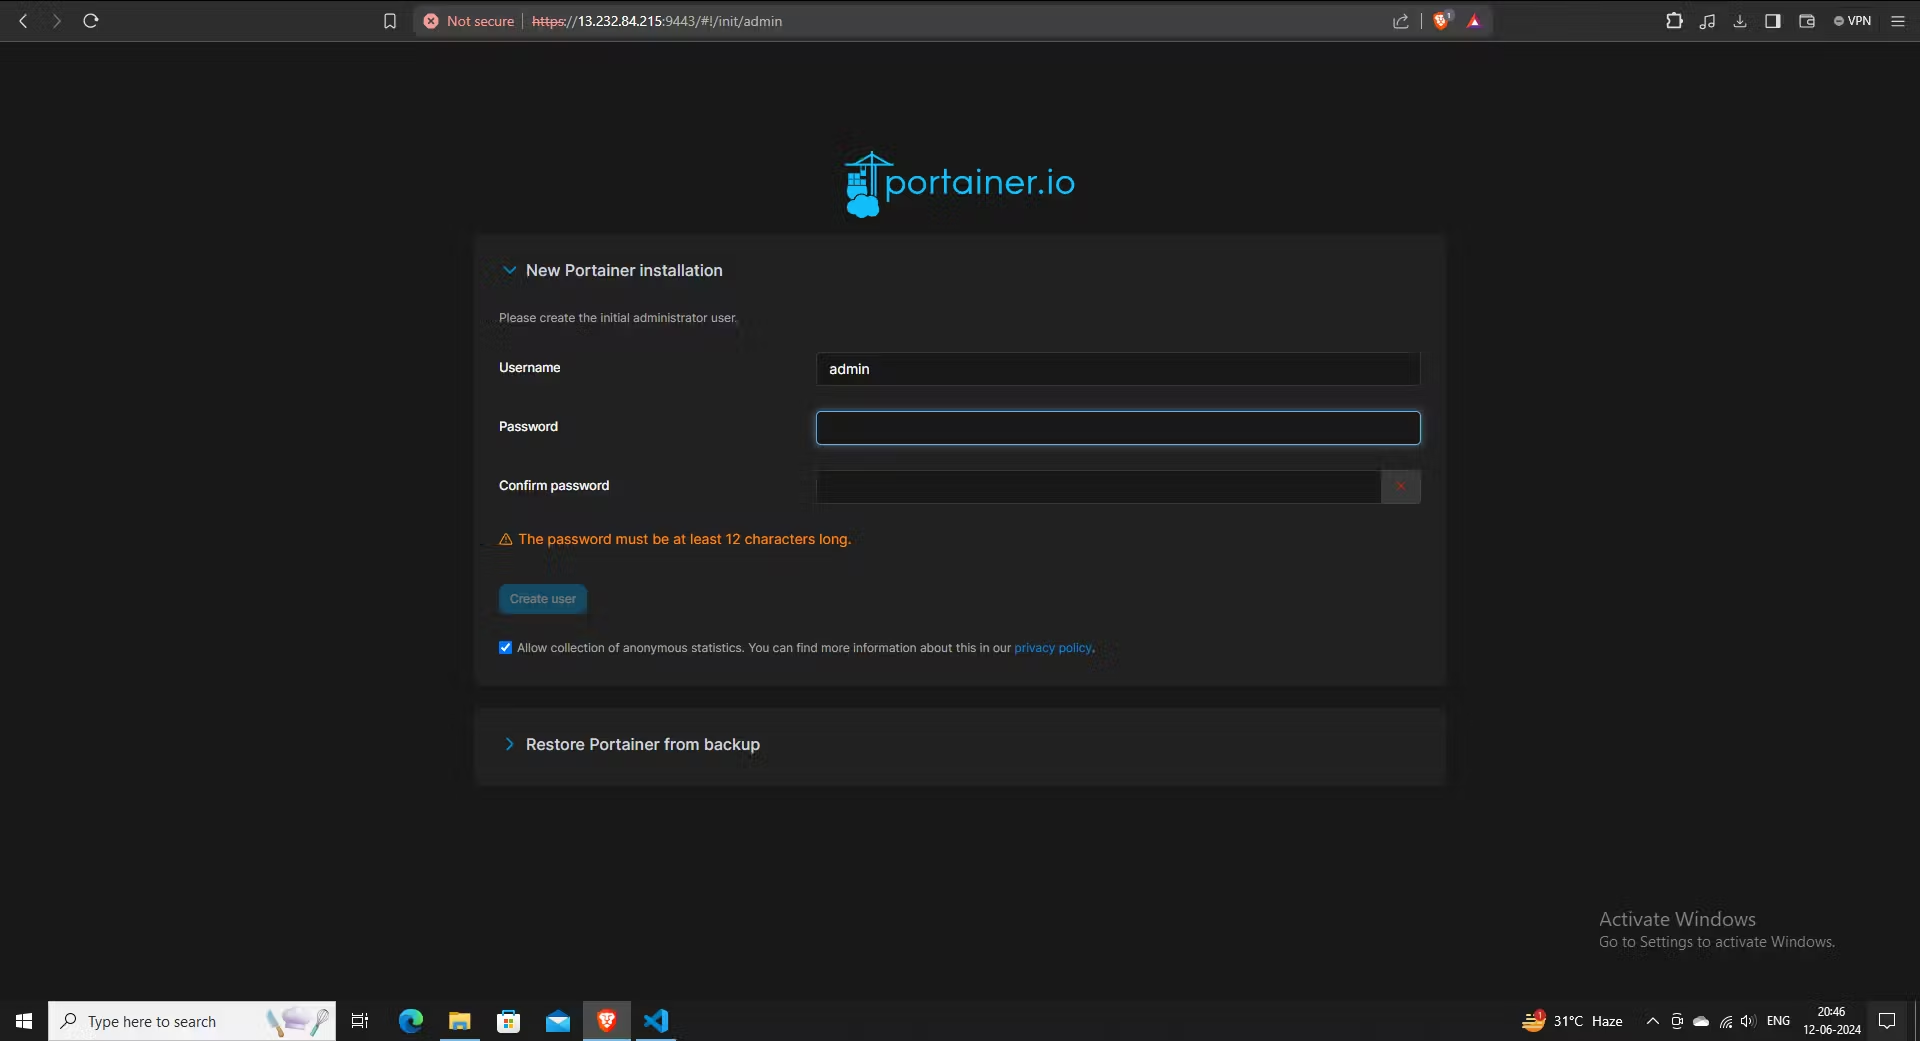 Not secure
https://13.232.84.215:9443/#!/init/admin
1
VPN
portainer.io
New Portainer installation
Please create the initial administrator user.
Username
admin
Password
Confirm password
The password must be at least 12 characters long.
Create user
Allow collection of anonymous statistics. You can find more information about this in our privacy policy.
Restore Portainer from backup
Activate Windows
Go to Settings to activate Windows.
Type here to search
1
31°C Haze
ENG
20:46
12-06-2024